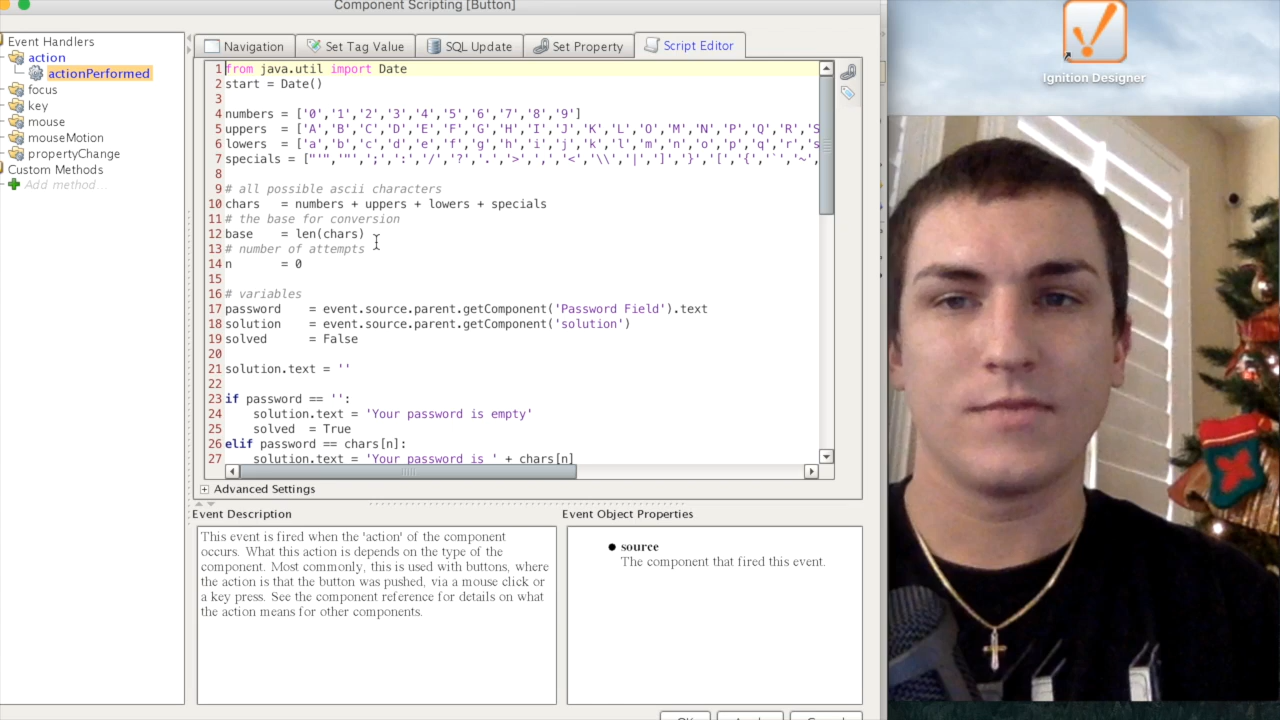 Component Scripting [Button]
Event Handlers
action
actionPerformed
focus
key
mouse
mouseMotion
propertyChange
Custom Methods
Add method...
Navigation
Set Tag Value
SQL Update
Set Property
Script Editor
1 from java.util import Date
2 start = Date()
3
4 numbers = ['0','1','2','3','4','5','6','7','8','9']
5 uppers = ['A','B','C','D','E','F','G','H','I','J','K','L','O','M','N','P','Q','R','S
6 lowers = ['a','b','c','d','e','f','g','h','i','j','k','l','m','n','o','p','q','r','s
7 specials = ["'",'"',';',':','/','?','.','>',',','<','\\','|',']','}','[','{','`','~',
8
9 # all possible ascii characters
10 chars = numbers + uppers + lowers + specials
11 # the base for conversion
12 base = len(chars)
13 # number of attempts
14 n = 0
15
16 # variables
17 password = event.source.parent.getComponent('Password Field').text
18 solution = event.source.parent.getComponent('solution')
19 solved = False
20
21 solution.text = ''
22
23 if password == '':
24 solution.text = 'Your password is empty'
25 solved = True
26 elif password == chars[n]:
27 solution.text = 'Your password is ' + chars[n]
Advanced Settings
Event Description
This event is fired when the 'action' of the component
occurs. What this action is depends on the type of the
component. Most commonly, this is used with buttons, where
the action is that the button was pushed, via a mouse click or
a key press. See the component reference for details on what
the action means for other components.
Event Object Properties
source
The component that fired this event.
Ignition Designer